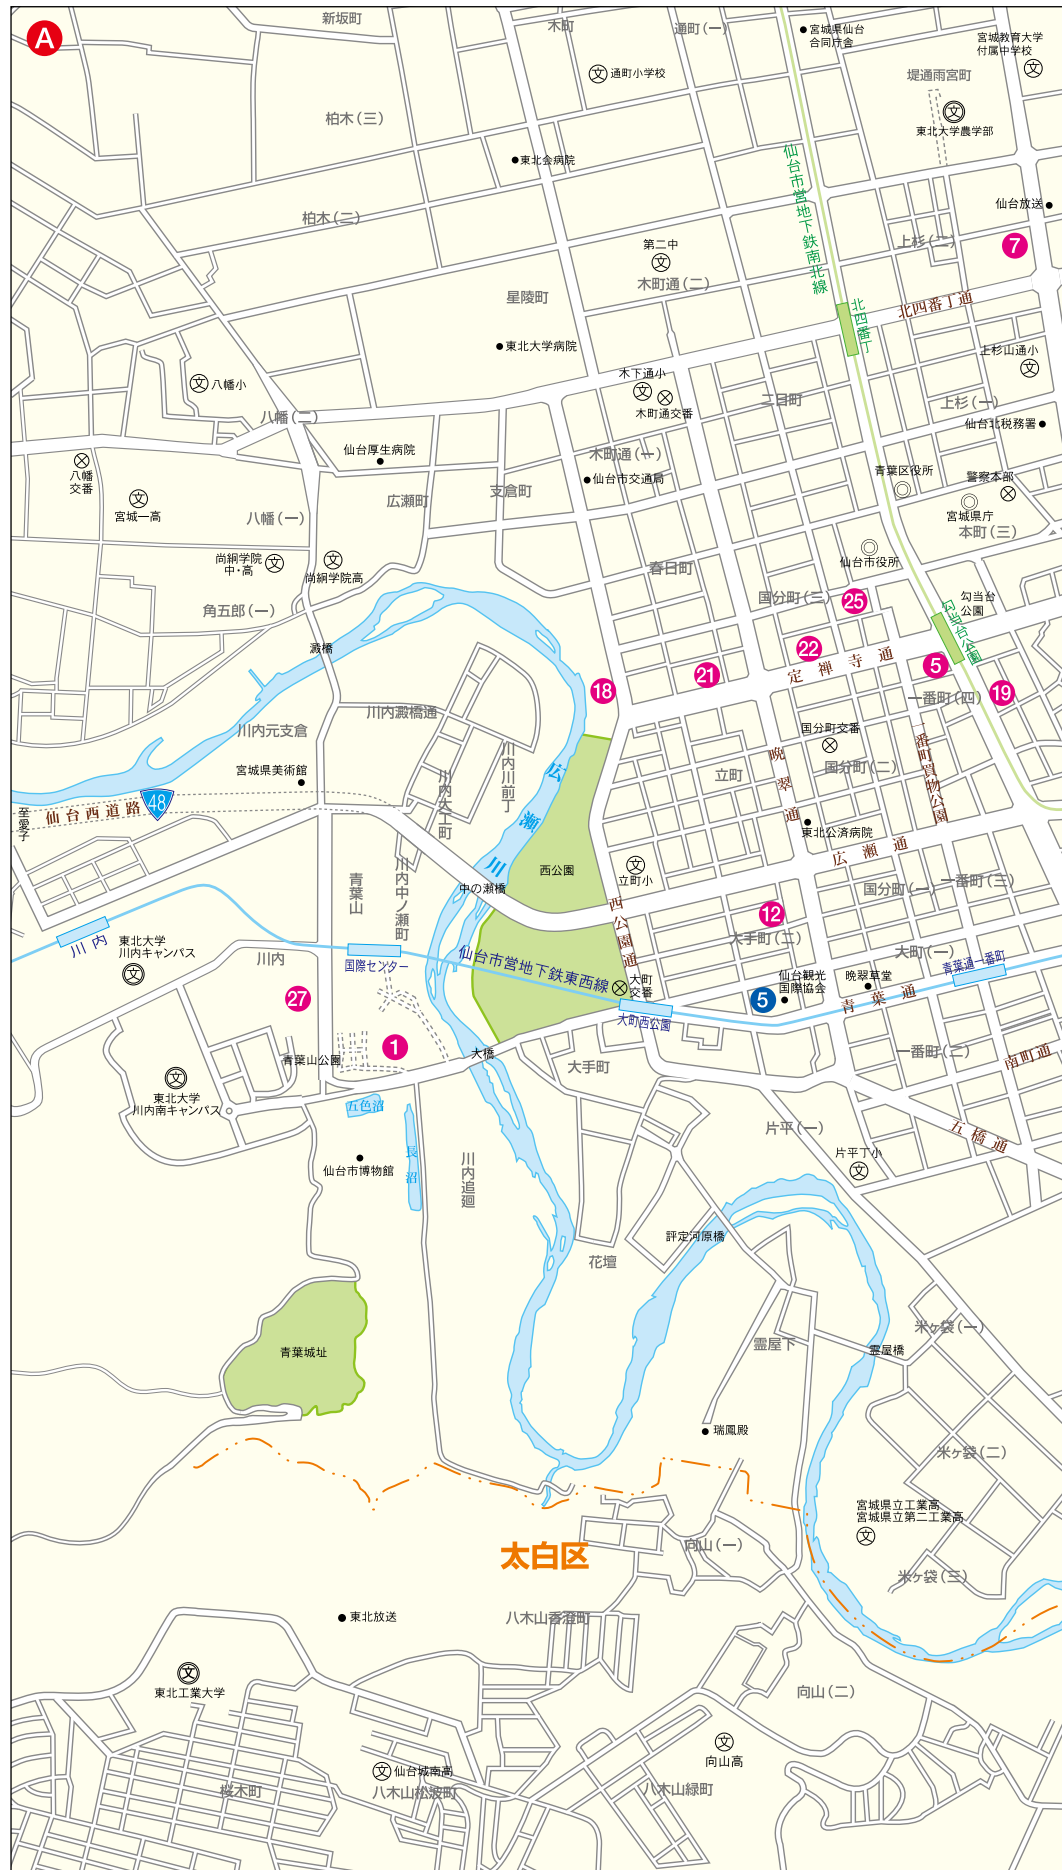 A
新坂町
木町
通町(一)
宮城県仙台
合同庁舎
宮城教育大学
付属中学校
文
通町小学校
文
堤通雨宮町
柏木(三)
文
東北大学農学部
東北会病院
仙台市営地下鉄南北線
仙台放送
柏木(二)
第二中
文
上杉(二)
7
木町通(二)
星陵町
北四番丁
北四番丁通
東北大学病院
上杉山通小
文
木下通小
文
木町通交番
文
八幡小
二日町
上杉(一)
八幡(二)
仙台北税務署
仙台厚生病院
木町通(一)
八幡
交番
仙台市交通局
青葉区役所
警察本部
文
宮城一高
広瀬町
支倉町
宮城県庁
八幡(一)
本町(三)
尚絅学院
中・高
文
文
尚絅学院高
仙台市役所
春日町
角五郎(一)
国分町(三)
25
勾当台
公園
勾当台公園
澱橋
22
定禅寺通
5
21
18
19
一番町(四)
川内澱橋通
川内元支倉
国分町交番
一番町買物公園
川内川前丁
晩翠通
国分町(二)
立町
広瀬川
宮城県美術館
川内大工町
48
仙台西道路
至愛子
東北公済病院
広瀬通
文
立町小
西公園
川内中ノ瀬町
青葉山
中の瀬橋
国分町(一)
一番町(三)
西公園通
12
大手町(二)
川内
東北大学
川内キャンパス
文
川内
国際センター
仙台市営地下鉄東西線
大町(一)
青葉通一番町
大町
交番
5
仙台観光
国際協会
晩翠草堂
青葉通
27
大町西公園
1
大橋
青葉山公園
大手町
一番町(二)
南町通
文
東北大学
川内南キャンパス
五色沼
長沼
片平(一)
五橋通
仙台市博物館
川内追廻
片平丁小
文
評定河原橋
花壇
米ヶ袋(一)
青葉城址
霊屋下
霊屋橋
瑞鳳殿
米ヶ袋(二)
宮城県立工業高
宮城県立第二工業高
文
太白区
向山(一)
米ヶ袋(三)
東北放送
八木山香澄町
文
東北工業大学
向山(二)
文
向山高
文
仙台城南高
桜木町
八木山松波町
八木山緑町